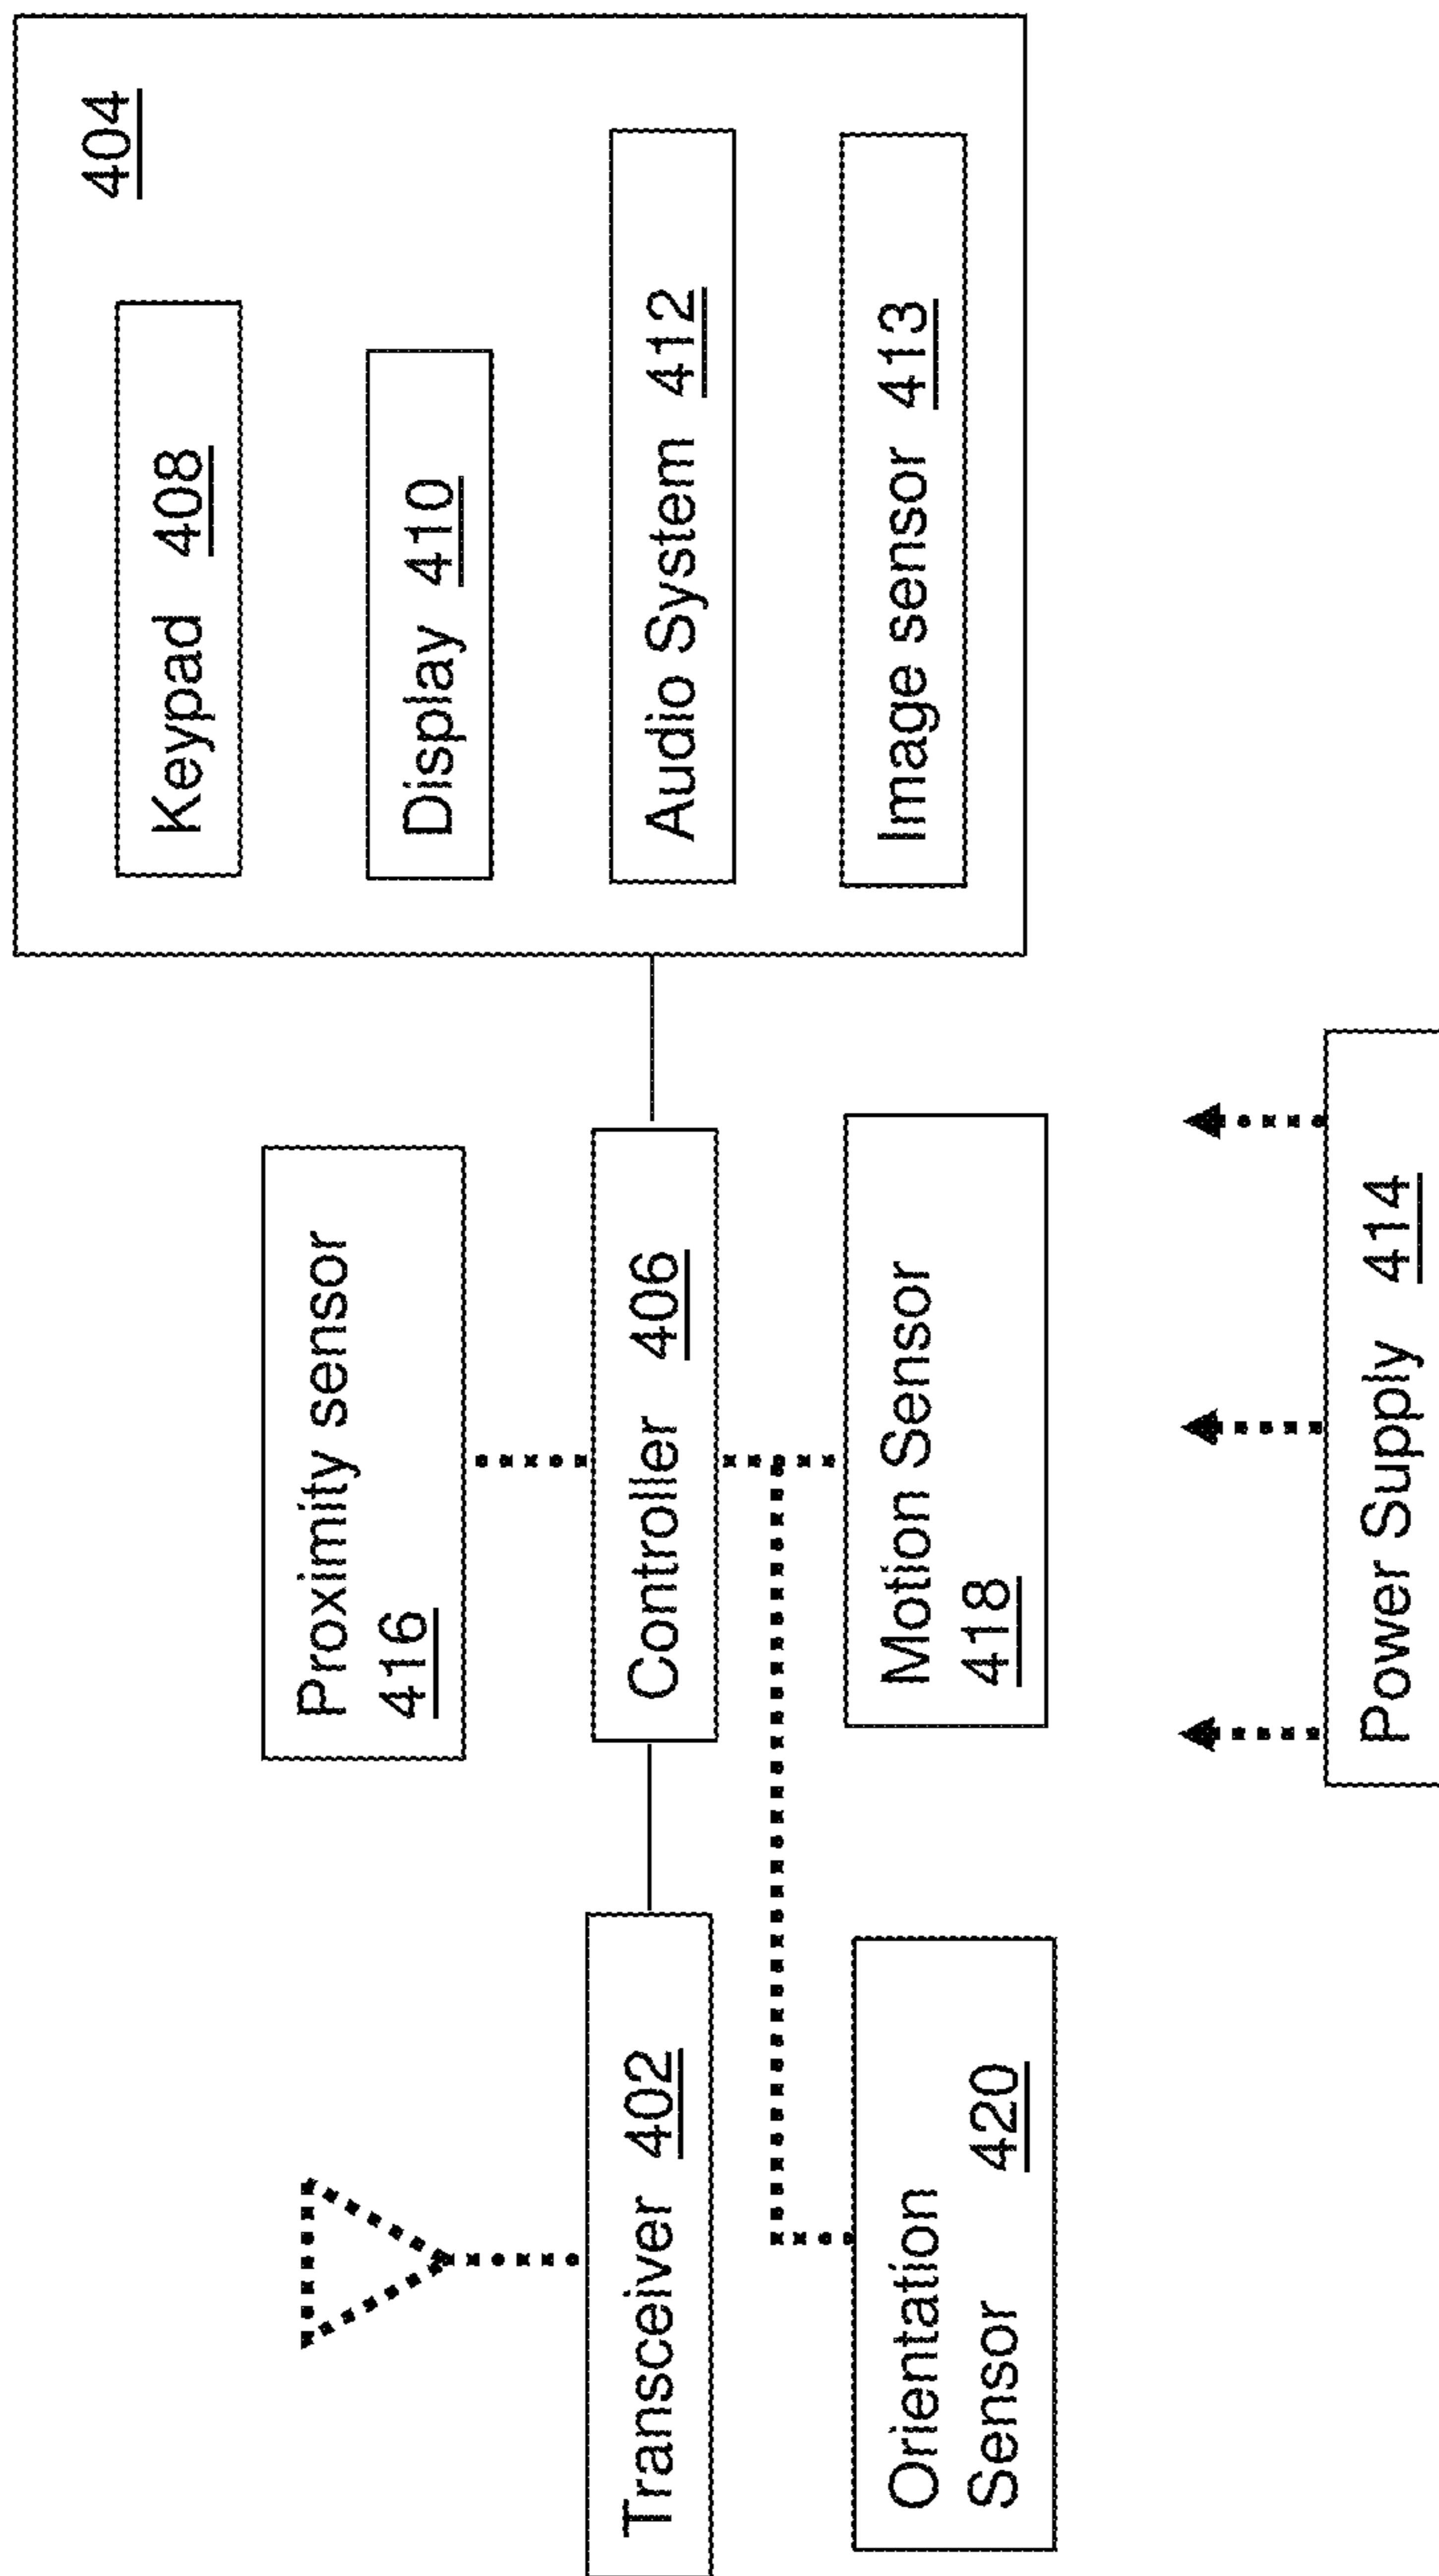 404
Keypad 408
Display 410
Audio System 412
Image sensor 413
Proximity sensor
416
Controller 406
Motion Sensor
418
Transceiver 402
Orientation
Sensor 420
Power Supply 414